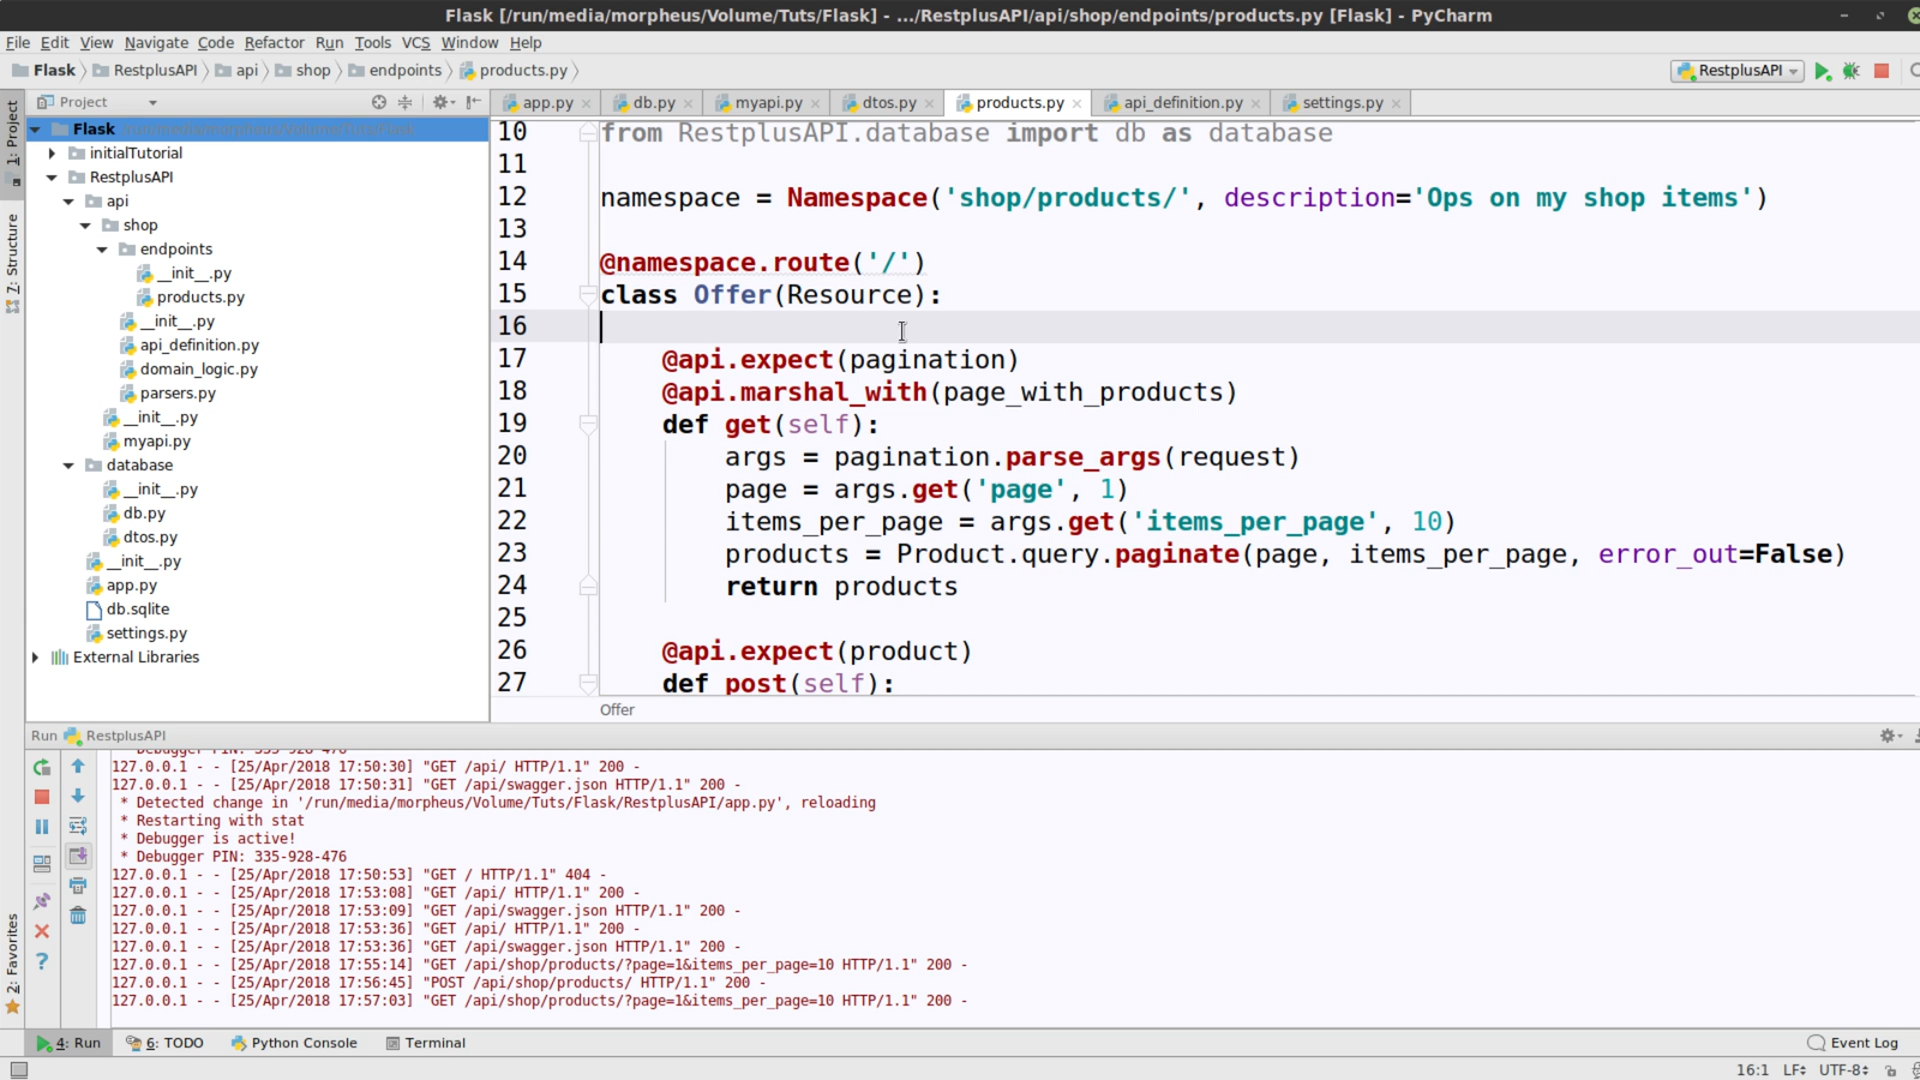 Flask [/run/media/morpheus/Volume/Tuts/Flask] - .../RestplusAPI/api/shop/endpoints/products.py [Flask] - PyCharm
File Edit View Navigate Code Refactor Run Tools VCS Window Help
Flask RestplusAPI api shop endpoints products.py RestplusAPI
Project
app.py db.py myapi.py dtos.py products.py api_definition.py settings.py
1: Project
7: Structure
2: Favorites
Flask /run/media/morpheus/Volume/Tuts/Flask
initialTutorial
RestplusAPI
api
shop
endpoints
__init__.py
products.py
__init__.py
api_definition.py
domain_logic.py
parsers.py
__init__.py
myapi.py
database
__init__.py
db.py
dtos.py
__init__.py
app.py
db.sqlite
settings.py
External Libraries
10 from RestplusAPI.database import db as database
11
12 namespace = Namespace('shop/products/', description='Ops on my shop items')
13
14 @namespace.route('/')
15 class Offer(Resource):
16
17 @api.expect(pagination)
18 @api.marshal_with(page_with_products)
19 def get(self):
20 args = pagination.parse_args(request)
21 page = args.get('page', 1)
22 items_per_page = args.get('items_per_page', 10)
23 products = Product.query.paginate(page, items_per_page, error_out=False)
24 return products
25
26 @api.expect(product)
27 def post(self):
Offer
Run RestplusAPI
* Debugger PIN: 335-928-476
127.0.0.1 - - [25/Apr/2018 17:50:30] "GET /api/ HTTP/1.1" 200 -
127.0.0.1 - - [25/Apr/2018 17:50:31] "GET /api/swagger.json HTTP/1.1" 200 -
* Detected change in '/run/media/morpheus/Volume/Tuts/Flask/RestplusAPI/app.py', reloading
* Restarting with stat
* Debugger is active!
* Debugger PIN: 335-928-476
127.0.0.1 - - [25/Apr/2018 17:50:53] "GET / HTTP/1.1" 404 -
127.0.0.1 - - [25/Apr/2018 17:53:08] "GET /api/ HTTP/1.1" 200 -
127.0.0.1 - - [25/Apr/2018 17:53:09] "GET /api/swagger.json HTTP/1.1" 200 -
127.0.0.1 - - [25/Apr/2018 17:53:36] "GET /api/ HTTP/1.1" 200 -
127.0.0.1 - - [25/Apr/2018 17:53:36] "GET /api/swagger.json HTTP/1.1" 200 -
127.0.0.1 - - [25/Apr/2018 17:55:14] "GET /api/shop/products/?page=1&items_per_page=10 HTTP/1.1" 200 -
127.0.0.1 - - [25/Apr/2018 17:56:45] "POST /api/shop/products/ HTTP/1.1" 200 -
127.0.0.1 - - [25/Apr/2018 17:57:03] "GET /api/shop/products/?page=1&items_per_page=10 HTTP/1.1" 200 -
4: Run 6: TODO Python Console Terminal Event Log
16:1 LF UTF-8